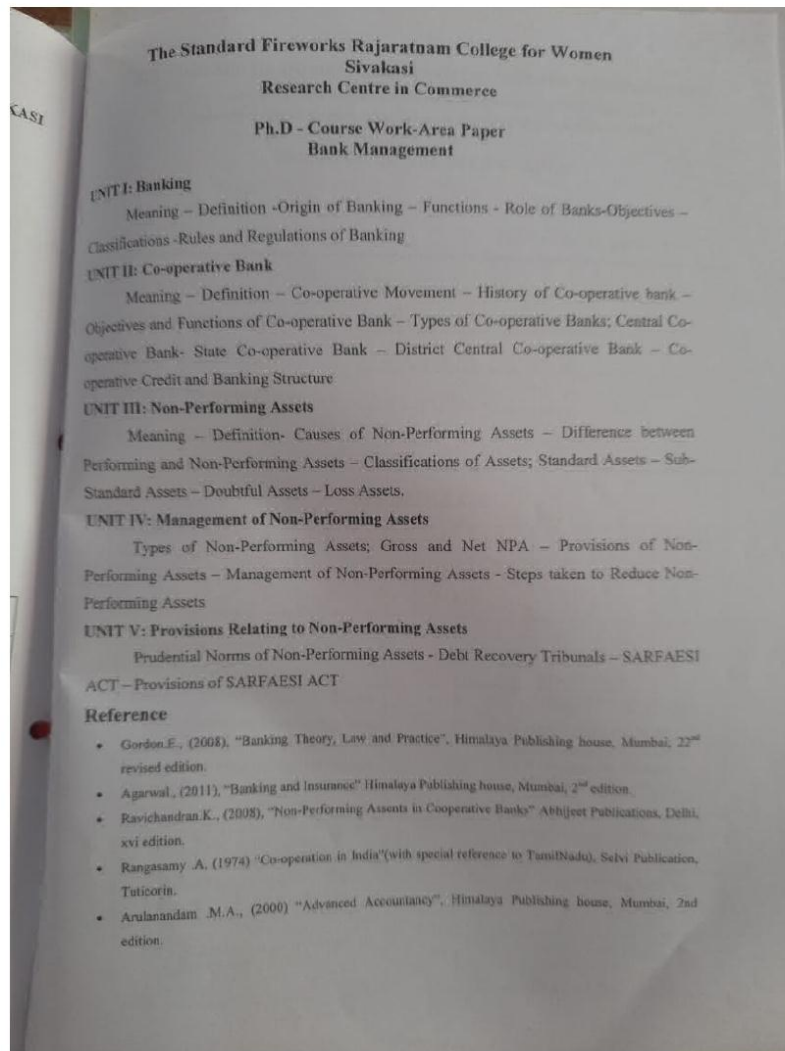 KASI
The Standard Fireworks Rajaratnam College for Women
Sivakasi
Research Centre in Commerce
Ph.D - Course Work-Area Paper
Bank Management
UNIT I: Banking
Meaning – Definition -Origin of Banking – Functions - Role of Banks-Objectives –
Classifications -Rules and Regulations of Banking
UNIT II: Co-operative Bank
Meaning – Definition – Co-operative Movement – History of Co-operative bank –
Objectives and Functions of Co-operative Bank – Types of Co-operative Banks; Central Co-
operative Bank- State Co-operative Bank – District Central Co-operative Bank – Co-
operative Credit and Banking Structure
UNIT III: Non-Performing Assets
Meaning – Definition- Causes of Non-Performing Assets – Difference between
Performing and Non-Performing Assets – Classifications of Assets; Standard Assets – Sub-
Standard Assets – Doubtful Assets – Loss Assets.
UNIT IV: Management of Non-Performing Assets
Types of Non-Performing Assets; Gross and Net NPA – Provisions of Non-
Performing Assets – Management of Non-Performing Assets - Steps taken to Reduce Non-
Performing Assets
UNIT V: Provisions Relating to Non-Performing Assets
Prudential Norms of Non-Performing Assets - Debt Recovery Tribunals – SARFAESI
ACT – Provisions of SARFAESI ACT
Reference
• Gordon.E., (2008), “Banking Theory, Law and Practice”, Himalaya Publishing house, Mumbai, 22nd
revised edition.
• Agarwal., (2011), “Banking and Insurance” Himalaya Publishing house, Mumbai, 2nd edition.
• Ravichandran.K., (2008), “Non-Performing Assents in Cooperative Banks” Abhijeet Publications, Delhi,
xvi edition.
• Rangasamy .A, (1974) “Co-operation in India”(with special reference to TamilNadu), Selvi Publication,
Tuticorin.
• Arulanandam .M.A., (2000) “Advanced Accountancy”, Himalaya Publishing house, Mumbai, 2nd
edition.